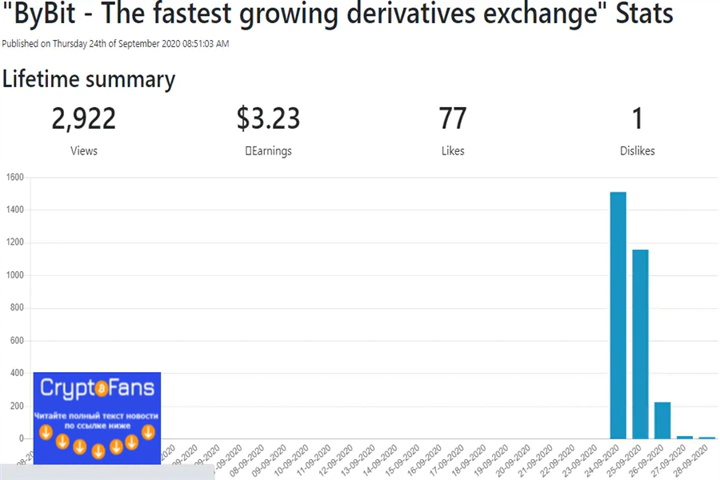 "ByBit - The fastest growing derivatives exchange" Stats
Published on Thursday 24th of September 2020 08:51:03 AM
Lifetime summary
2,922 $3.23 77 1
Views Earnings Likes Dislikes
1600
1400
1200
1000
800
600
400
200
0
CryptoFans
Читайте полный текст новости
по ссылке ниже
08-09-2020 09-09-2020 10-09-2020 11-09-2020 12-09-2020 13-09-2020 14-09-2020 15-09-2020 16-09-2020 17-09-2020 18-09-2020 19-09-2020 20-09-2020 21-09-2020 22-09-2020 23-09-2020 24-09-2020 25-09-2020 26-09-2020 27-09-2020 28-09-2020